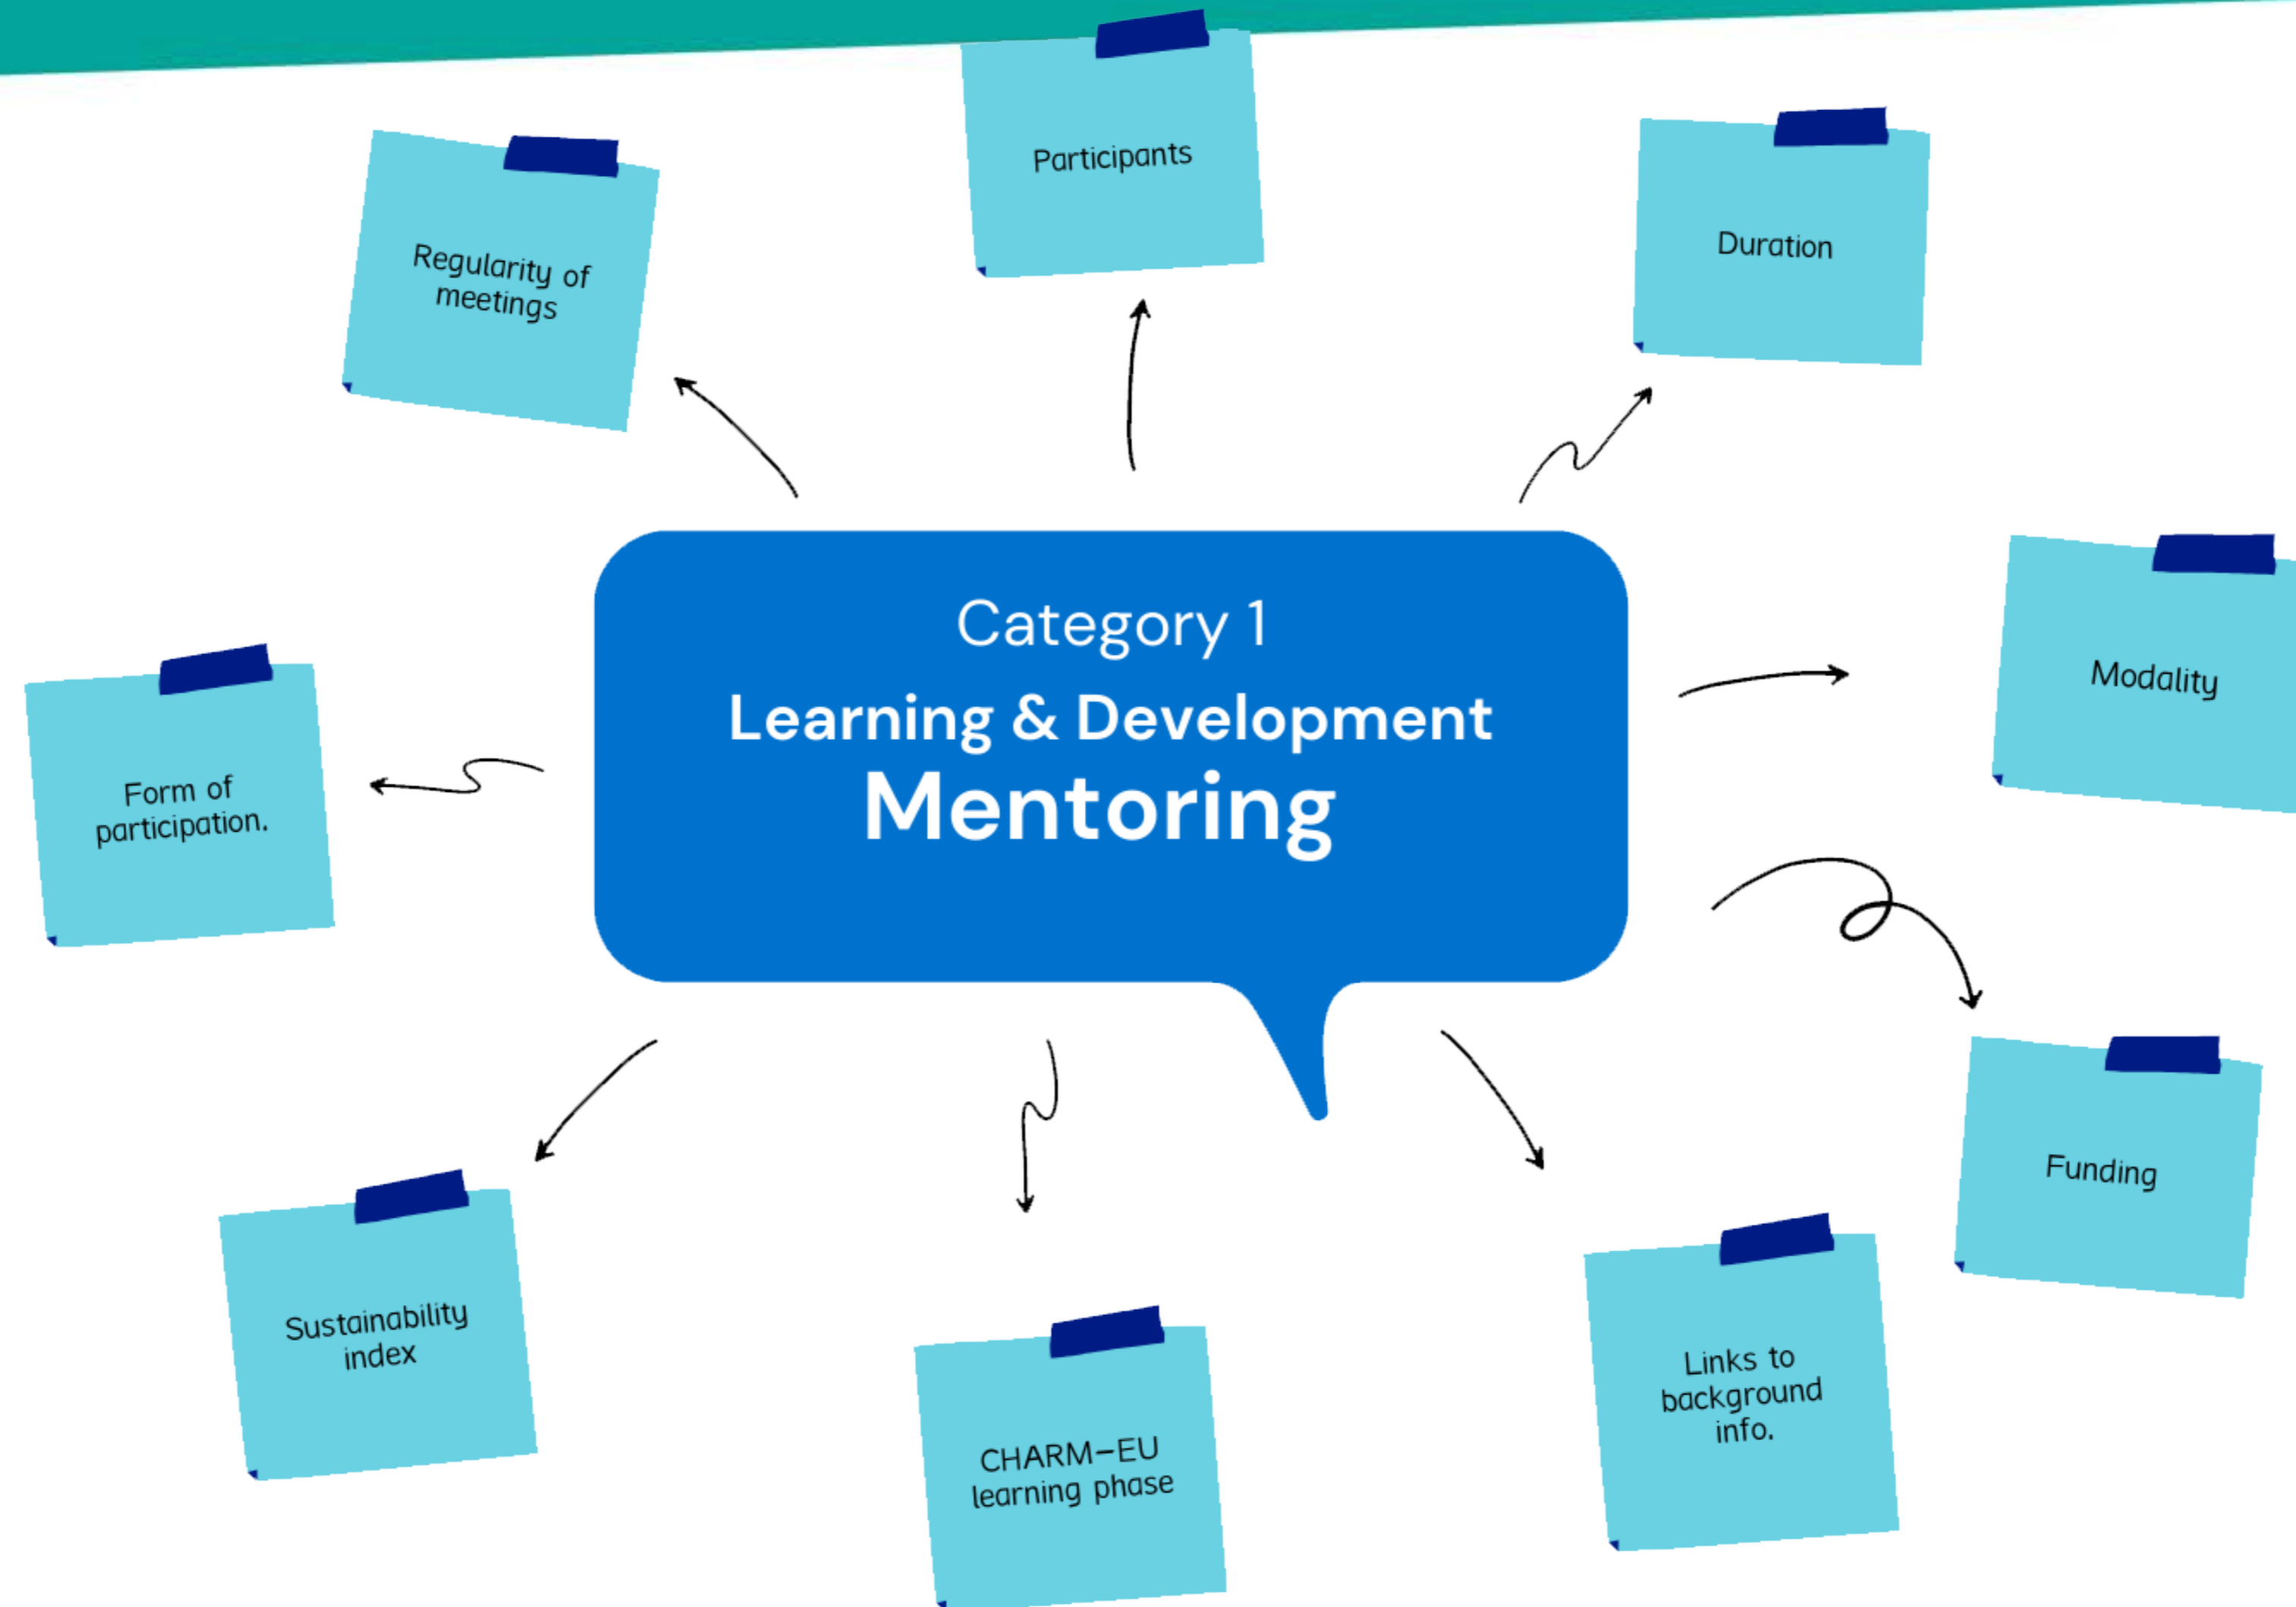 Participants
Regularity of
meetings
Duration
Category 1
Learning & Development
Mentoring
Modality
Form of
participation.
Funding
Sustainability
index
Links to
background
info.
CHARM–EU
learning phase